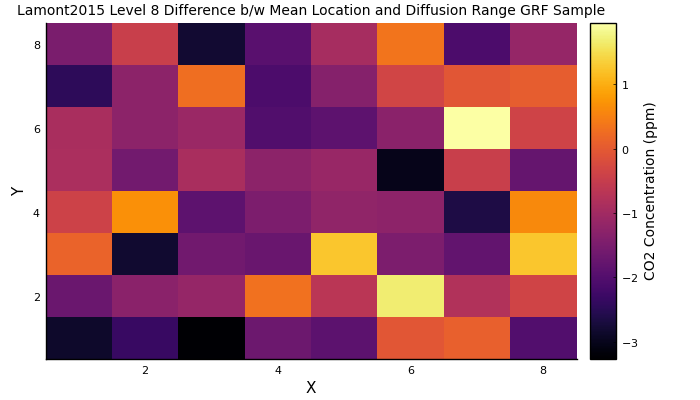 Lamont2015 Level 8 Difference b/w Mean Location and Diffusion Range GRF Sample
8
6
4
2
Y
2 4 6 8
X
1
0
−1
−2
−3
CO2 Concentration (ppm)